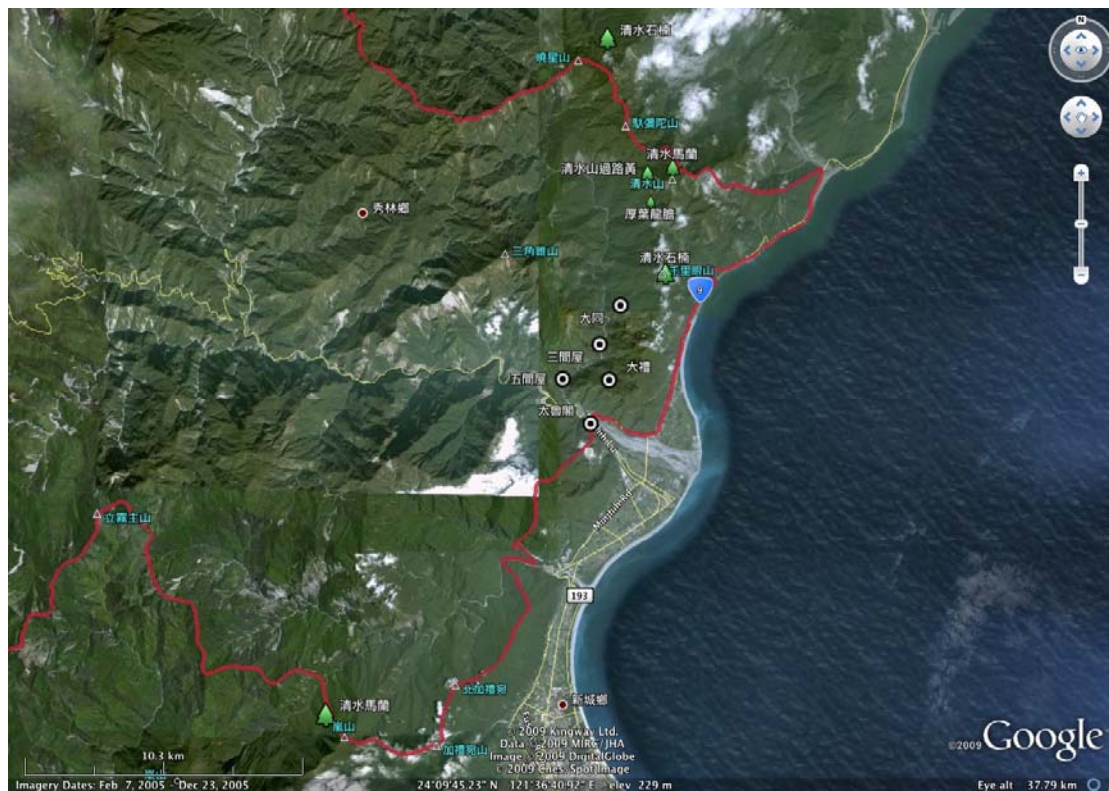 N
清水石楠
曉星山
馱彌陀山
清水馬蘭
清水山過路黃
清水山
秀林鄉
厚葉龍膽
三角錐山
清水石楠
千里眼山
9
大同
三間屋
大禮
五間屋
太魯閣
立霧主山
193
北加禮宛
清水馬蘭
嵐山
新城鄉
加禮宛山
© 2009 Kingway Ltd.
Data © 2009 MIRC/JHA
Image © 2009 DigitalGlobe
© 2009 Cnes, Spot Image
©2009 Google
10.3 km
Imagery Dates: Feb 7, 2005 - Dec 23, 2005
24°09'45.23" N 121°36'40.92" E elev 229 m
Eye alt 37.79 km